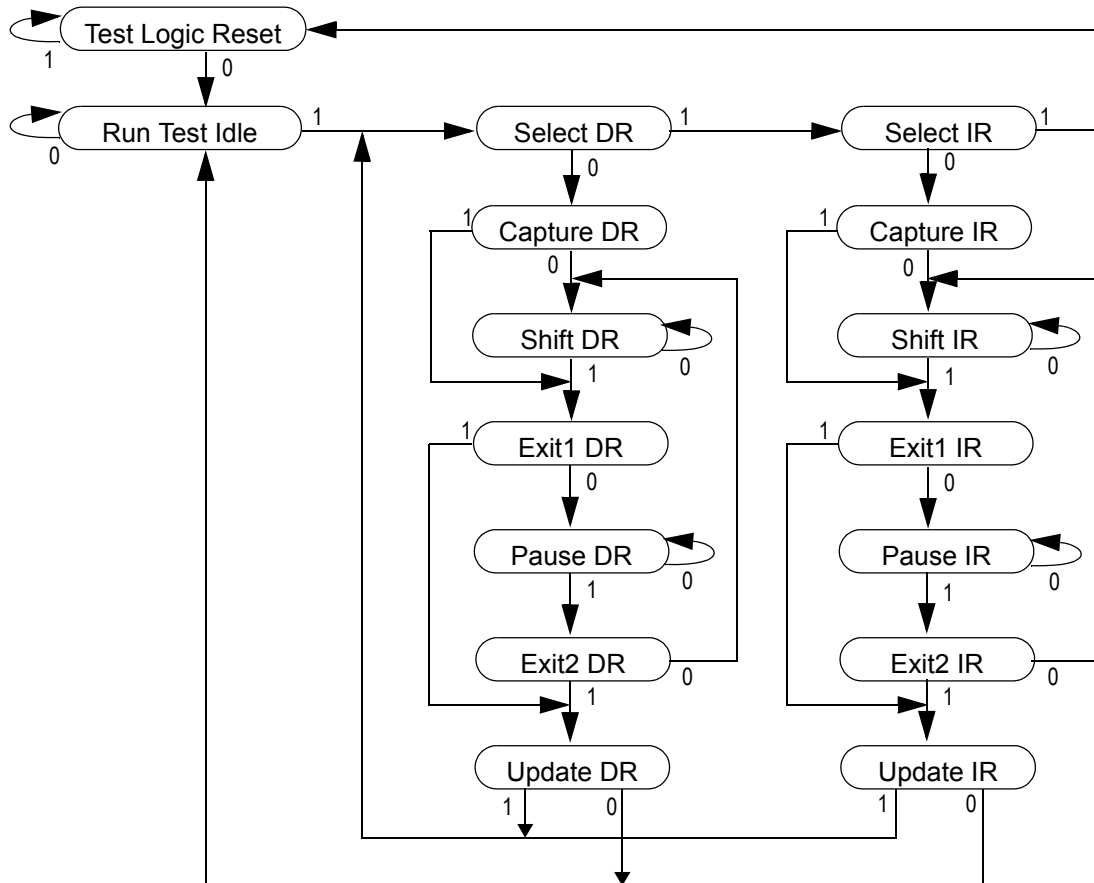 Test Logic Reset
1
0
Run Test Idle
1
Select DR
1
Select IR
1
0
0
0
1
Capture DR
1
Capture IR
0
0
Shift DR
Shift IR
1
0
1
0
1
Exit1 DR
1
Exit1 IR
0
0
Pause DR
Pause IR
1
0
1
0
Exit2 DR
Exit2 IR
0
0
1
1
Update DR
Update IR
1
0
1
0